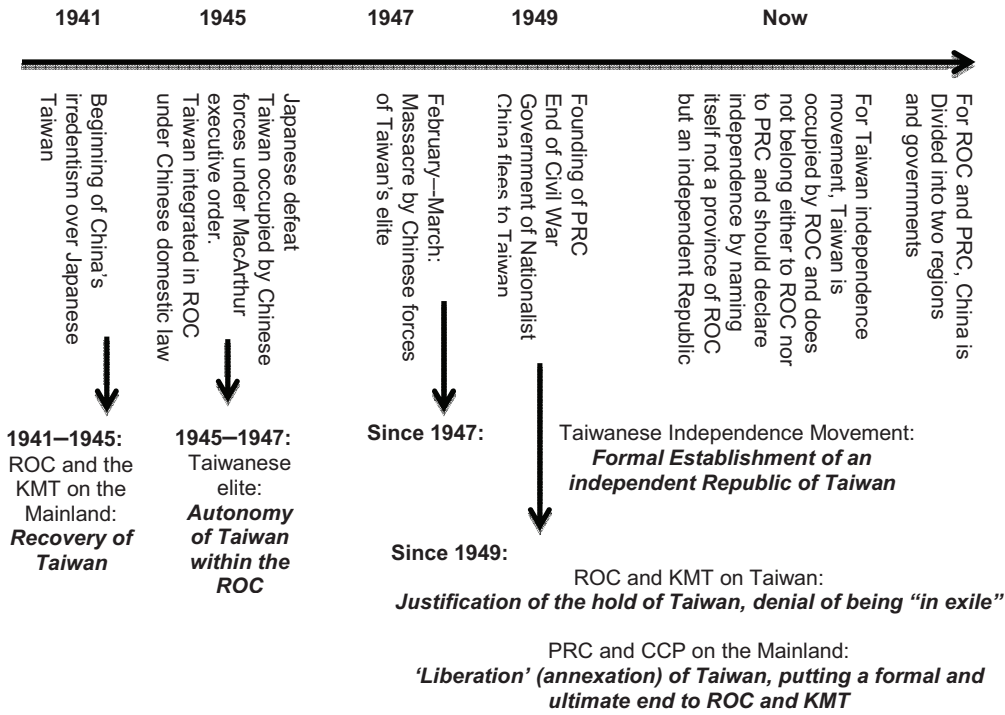 1941
1945
1947
1949
Now
Beginning of China's
irredentism over Japanese
Taiwan
Japanese defeat
Taiwan occupied by Chinese
forces under MacArthur
executive order.
Taiwan integrated in ROC
under Chinese domestic law
February—March:
Massacre by Chinese forces
of Taiwan's elite
Founding of PRC
End of Civil War
Government of Nationalist
China flees to Taiwan
For Taiwan independence
movement, Taiwan is
occupied by ROC and does
not belong either to ROC nor
to PRC and should declare
independence by naming
itself not a province of ROC
but an independent Republic
For ROC and PRC, China is
Divided into two regions
and governments
1941–1945:
ROC and the
KMT on the
Mainland:
Recovery of
Taiwan
1945–1947:
Taiwanese
elite:
Autonomy
of Taiwan
within the
ROC
Since 1947:
Taiwanese Independence Movement:
Formal Establishment of an
independent Republic of Taiwan
Since 1949:
ROC and KMT on Taiwan:
Justification of the hold of Taiwan, denial of being "in exile"
PRC and CCP on the Mainland:
'Liberation' (annexation) of Taiwan, putting a formal and
ultimate end to ROC and KMT